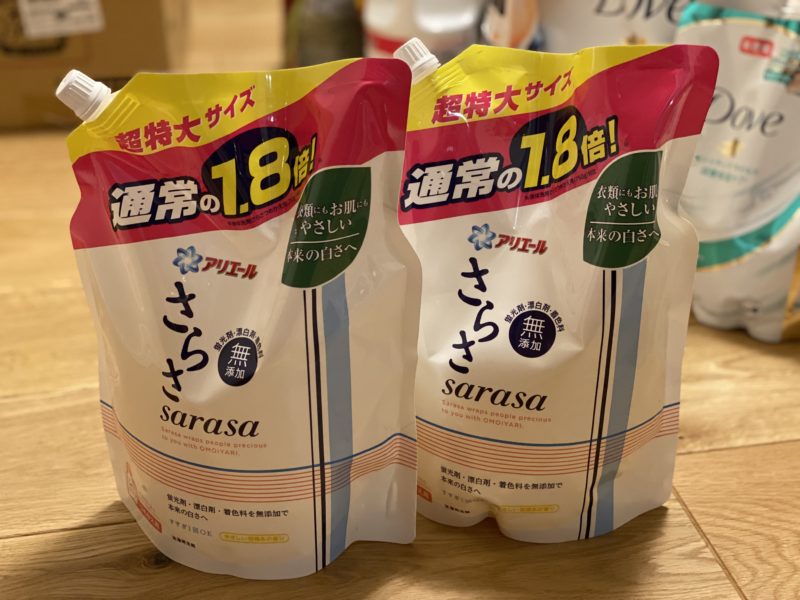 超特大サイズ
通常の1.8倍!
衣類にもお肌にも
やさしい
本来の白さへ
アリエール
さらさ
蛍光剤・漂白剤・着色料
無
添加
sarasa
Sarasa wraps people precious
to you with OMOIYARI.
蛍光剤・漂白剤・着色料を無添加で
本来の白さへ
すすぎ1回OK
超特大サイズ
通常の1.8倍!
衣類にもお肌に
やさしい
本来の白さへ
アリエール
さらさ
蛍光剤・漂白剤・着色料
無
添加
sarasa
Sarasa wraps people precious
to you with OMOIYARI.
蛍光剤・漂白剤・着色料を無添加で
本来の白さへ
Dove
Dove